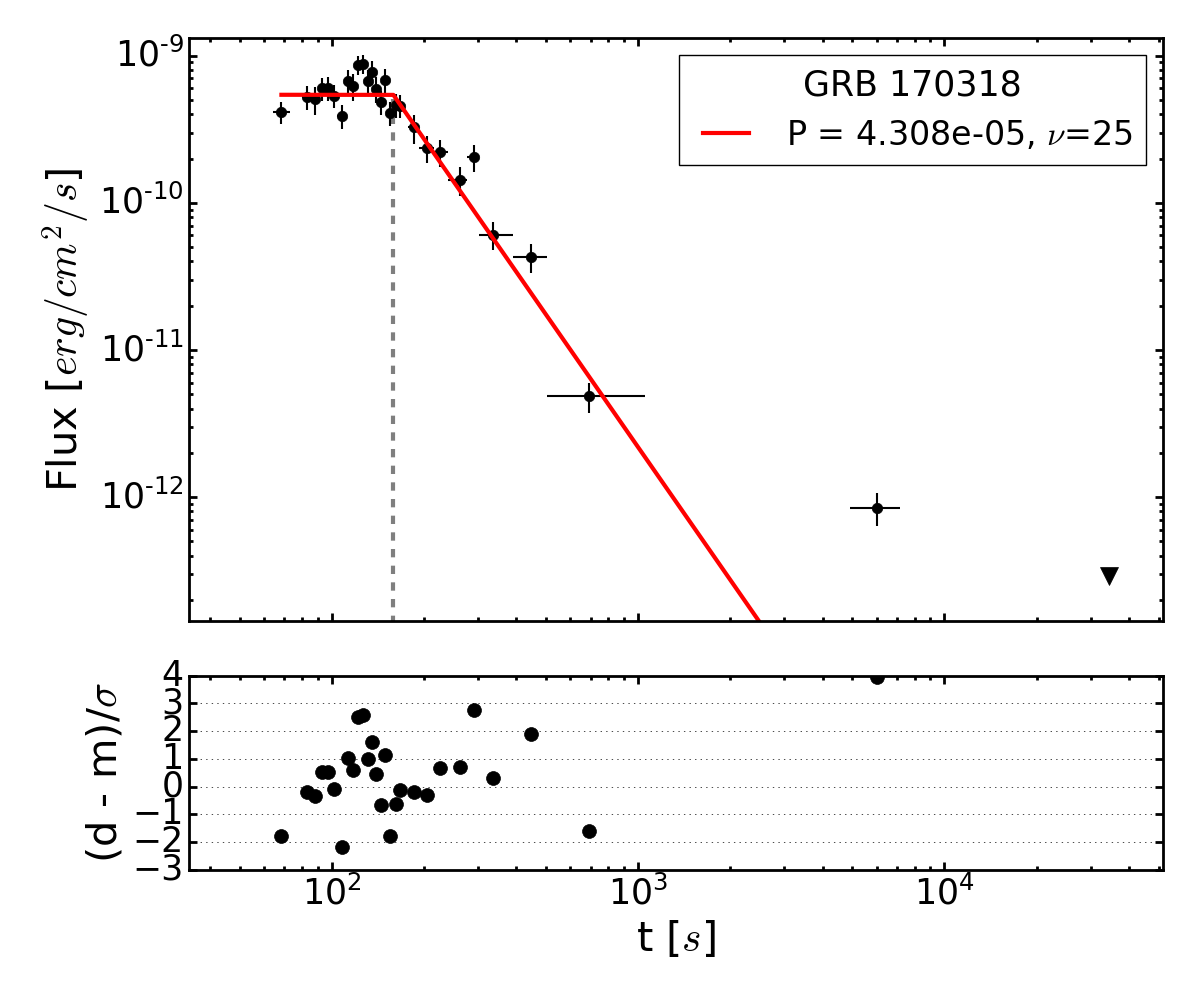 GRB 170318
P = 4.308e-05, ν=25
Flux [erg/cm²/s]
10⁻⁹
10⁻¹⁰
10⁻¹¹
10⁻¹²
(d - m)/σ
4
3
2
1
0
−1
−2
−3
10² 10³ 10⁴
t [s]